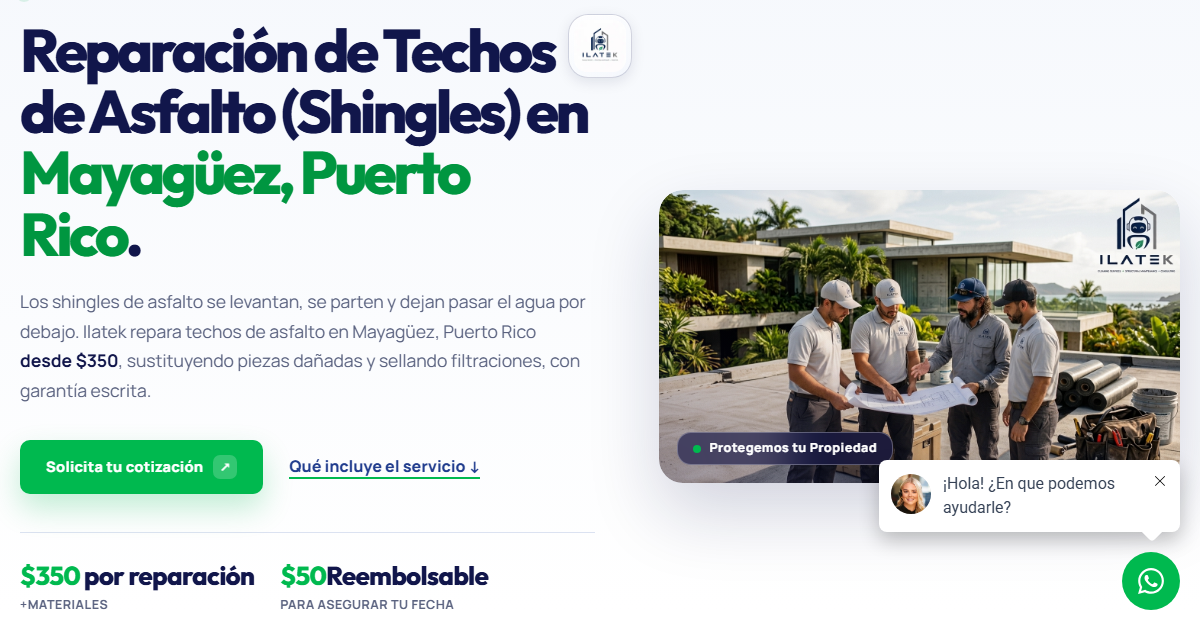 Reparación de Techos
ILATEK
de Asfalto (Shingles) en
Mayagüez, Puerto
Rico.
Los shingles de asfalto se levantan, se parten y dejan pasar el agua por
debajo. Ilatek repara techos de asfalto en Mayagüez, Puerto Rico
desde $350, sustituyendo piezas dañadas y sellando filtraciones, con
garantía escrita.
Solicita tu cotización ↗
Qué incluye el servicio ↓
$350 por reparación
+MATERIALES
$50Reembolsable
PARA ASEGURAR TU FECHA
ILATEK
Protegemos tu Propiedad
¡Hola! ¿En que podemos
ayudarle?